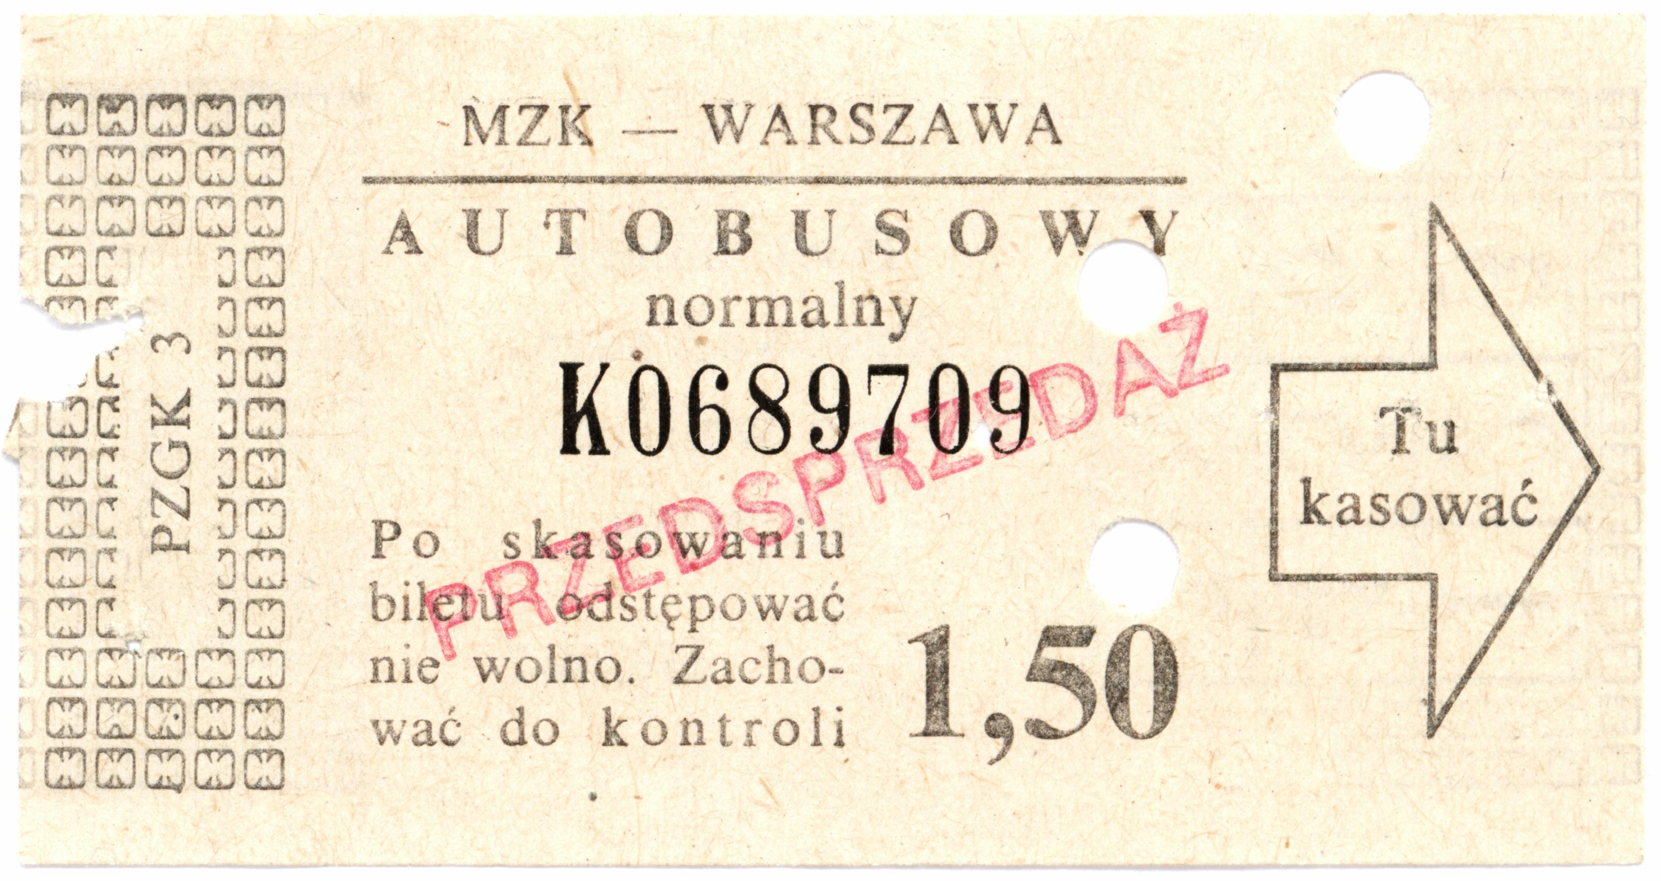 MZK — WARSZAWA
AUTOBUSOWY
normalny
K0689709
PRZEDSPRZEDAŻ
Po skasowaniu
biletu odstępować
nie wolno. Zacho-
wać do kontroli
1,50
Tu
kasować
PZGK 3